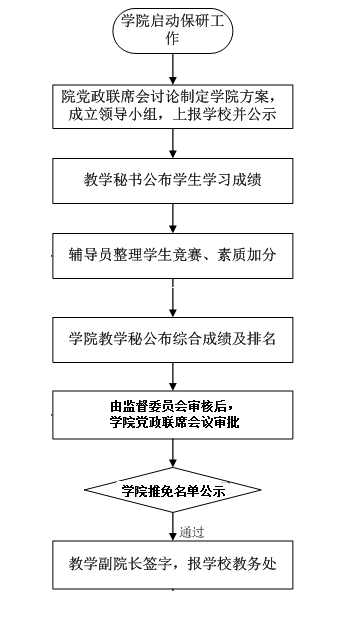 学院启动保研工
作
院党政联席会讨论制定学院方案，
成立领导小组，上报学校并公示
教学秘书公布学生学习成绩
辅导员整理学生竞赛、素质加分
学院教学秘公布综合成绩及排名
由监督委员会审核后，
学院党政联席会议审批
学院推免名单公示
通过
教学副院长签字，报学校教务处